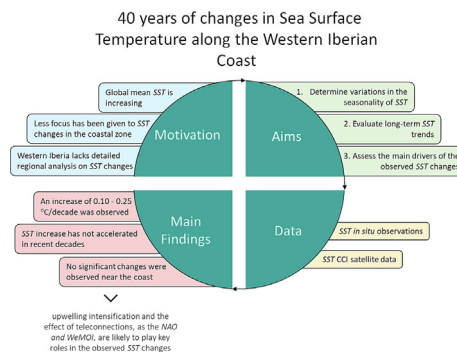 40 years of changes in Sea Surface
Temperature along the Western Iberian
Coast
Global mean SST is
increasing
Less focus has been given to SST
changes in the coastal zone
Western Iberia lacks detailed
regional analysis on SST changes
Motivation
Aims
1. Determine variations in the
seasonality of SST
2. Evaluate long-term SST
trends
3. Assess the main drivers of the
observed SST changes
An increase of 0.10 - 0.25
°C/decade was observed
SST increase has not accelerated
in recent decades
No significant changes were
observed near the coast
Main
Findings
Data
SST in situ observations
SST CCI satellite data
upwelling intensification and the
effect of teleconnections, as the NAO
and WeMOI, are likely to play key
roles in the observed SST changes